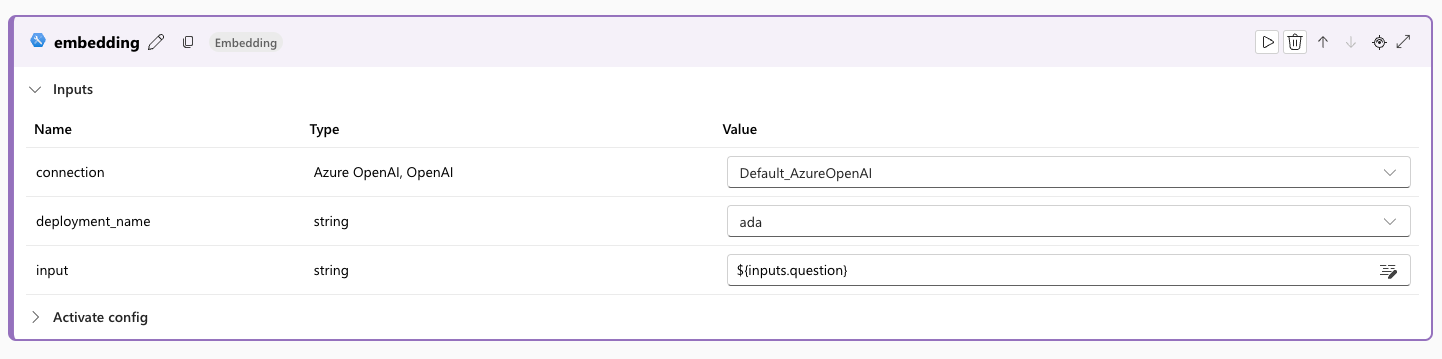 embedding Embedding
Inputs
Name Type Value
connection Azure OpenAI, OpenAI Default_AzureOpenAI
deployment_name string ada
input string ${inputs.question}
Activate config